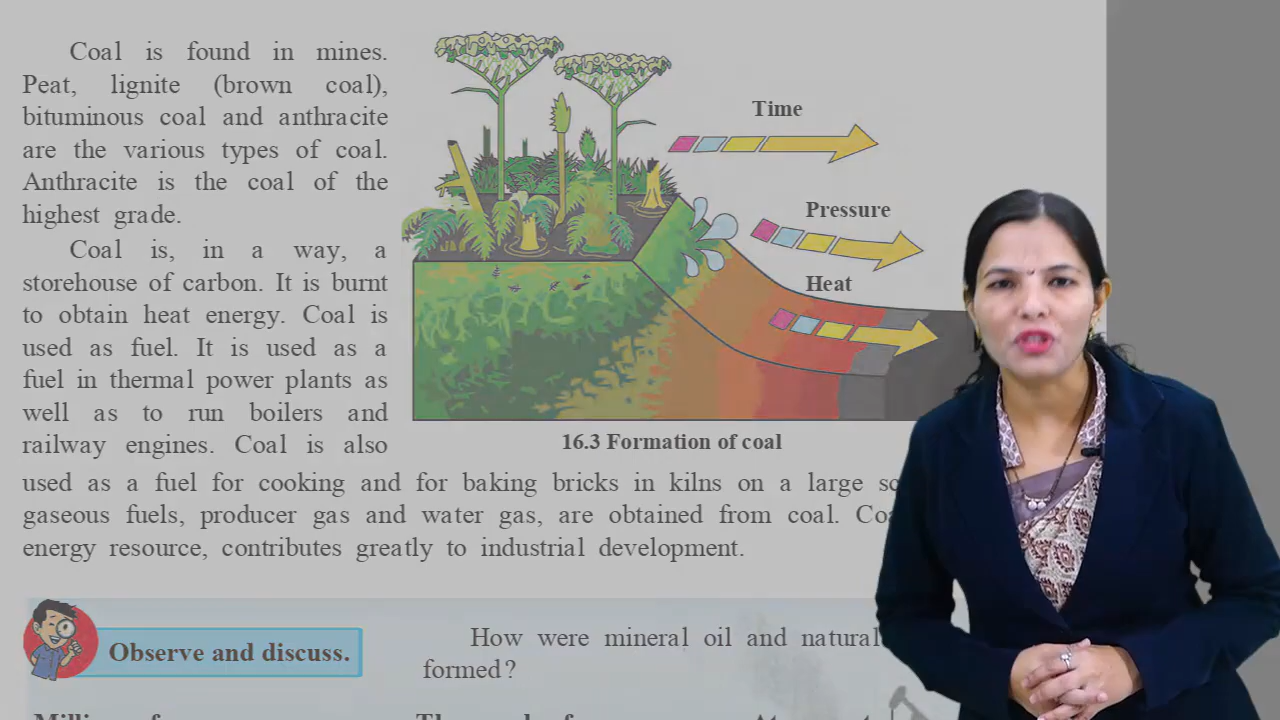 Coal is found in mines.
Peat, lignite (brown coal),
bituminous coal and anthracite
are the various types of coal.
Anthracite is the coal of the
highest grade.
Coal is, in a way, a
storehouse of carbon. It is burnt
to obtain heat energy. Coal is
used as fuel. It is used as a
fuel in thermal power plants as
well as to run boilers and
railway engines. Coal is also
used as a fuel for cooking and for baking bricks in kilns on a large
gaseous fuels, producer gas and water gas, are obtained from coal.
energy resource, contributes greatly to industrial development.
Time
Pressure
Heat
16.3 Formation of coal
Observe and discuss.
How were mineral oil and natural
formed?